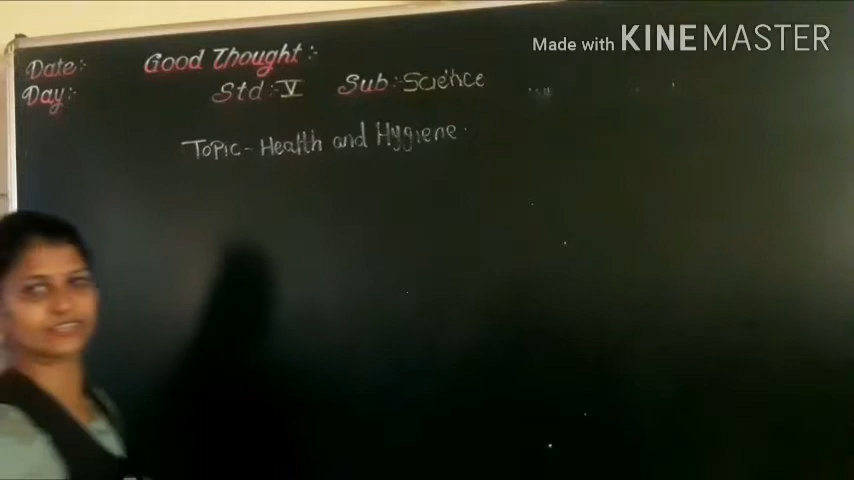 Made with KINEMASTER
Date:- Good Thought:-
Day:- Std:- V Sub:- Science
Topic- Health and Hygiene.